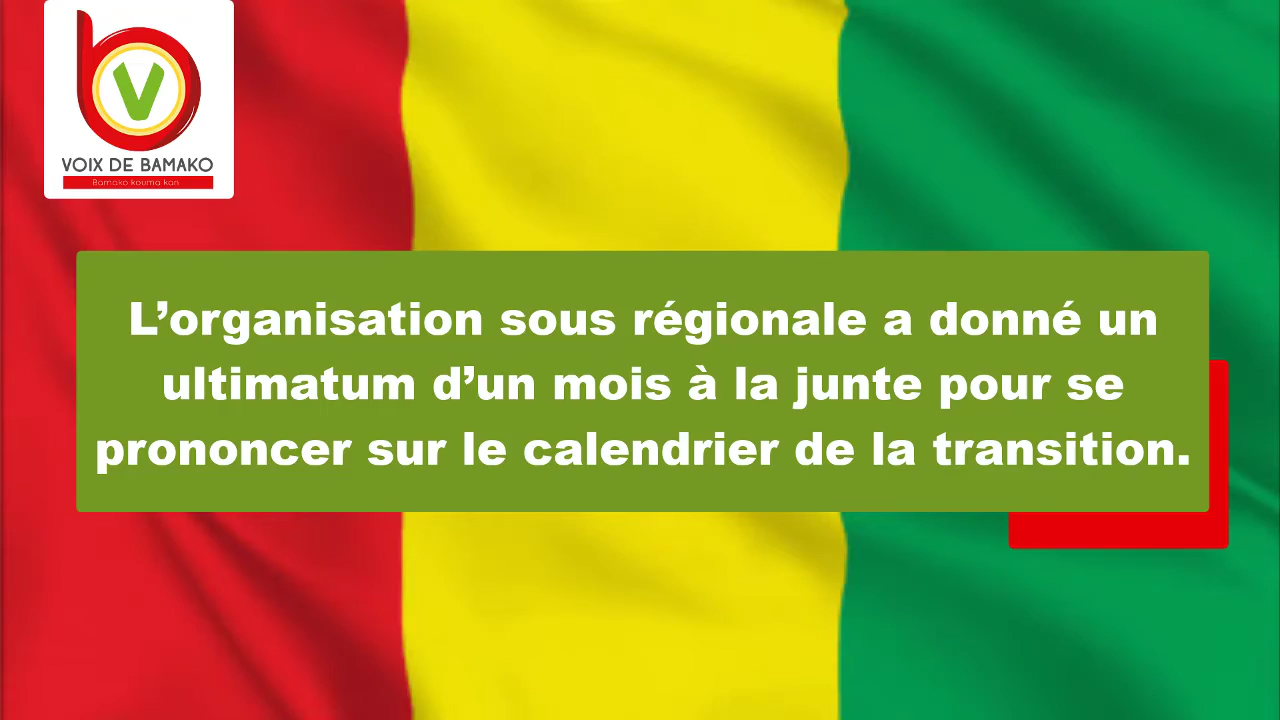 VOIX DE BAMAKO
Bamako kouma kan
L’organisation sous régionale a donné un
ultimatum d’un mois à la junte pour se
prononcer sur le calendrier de la transition.